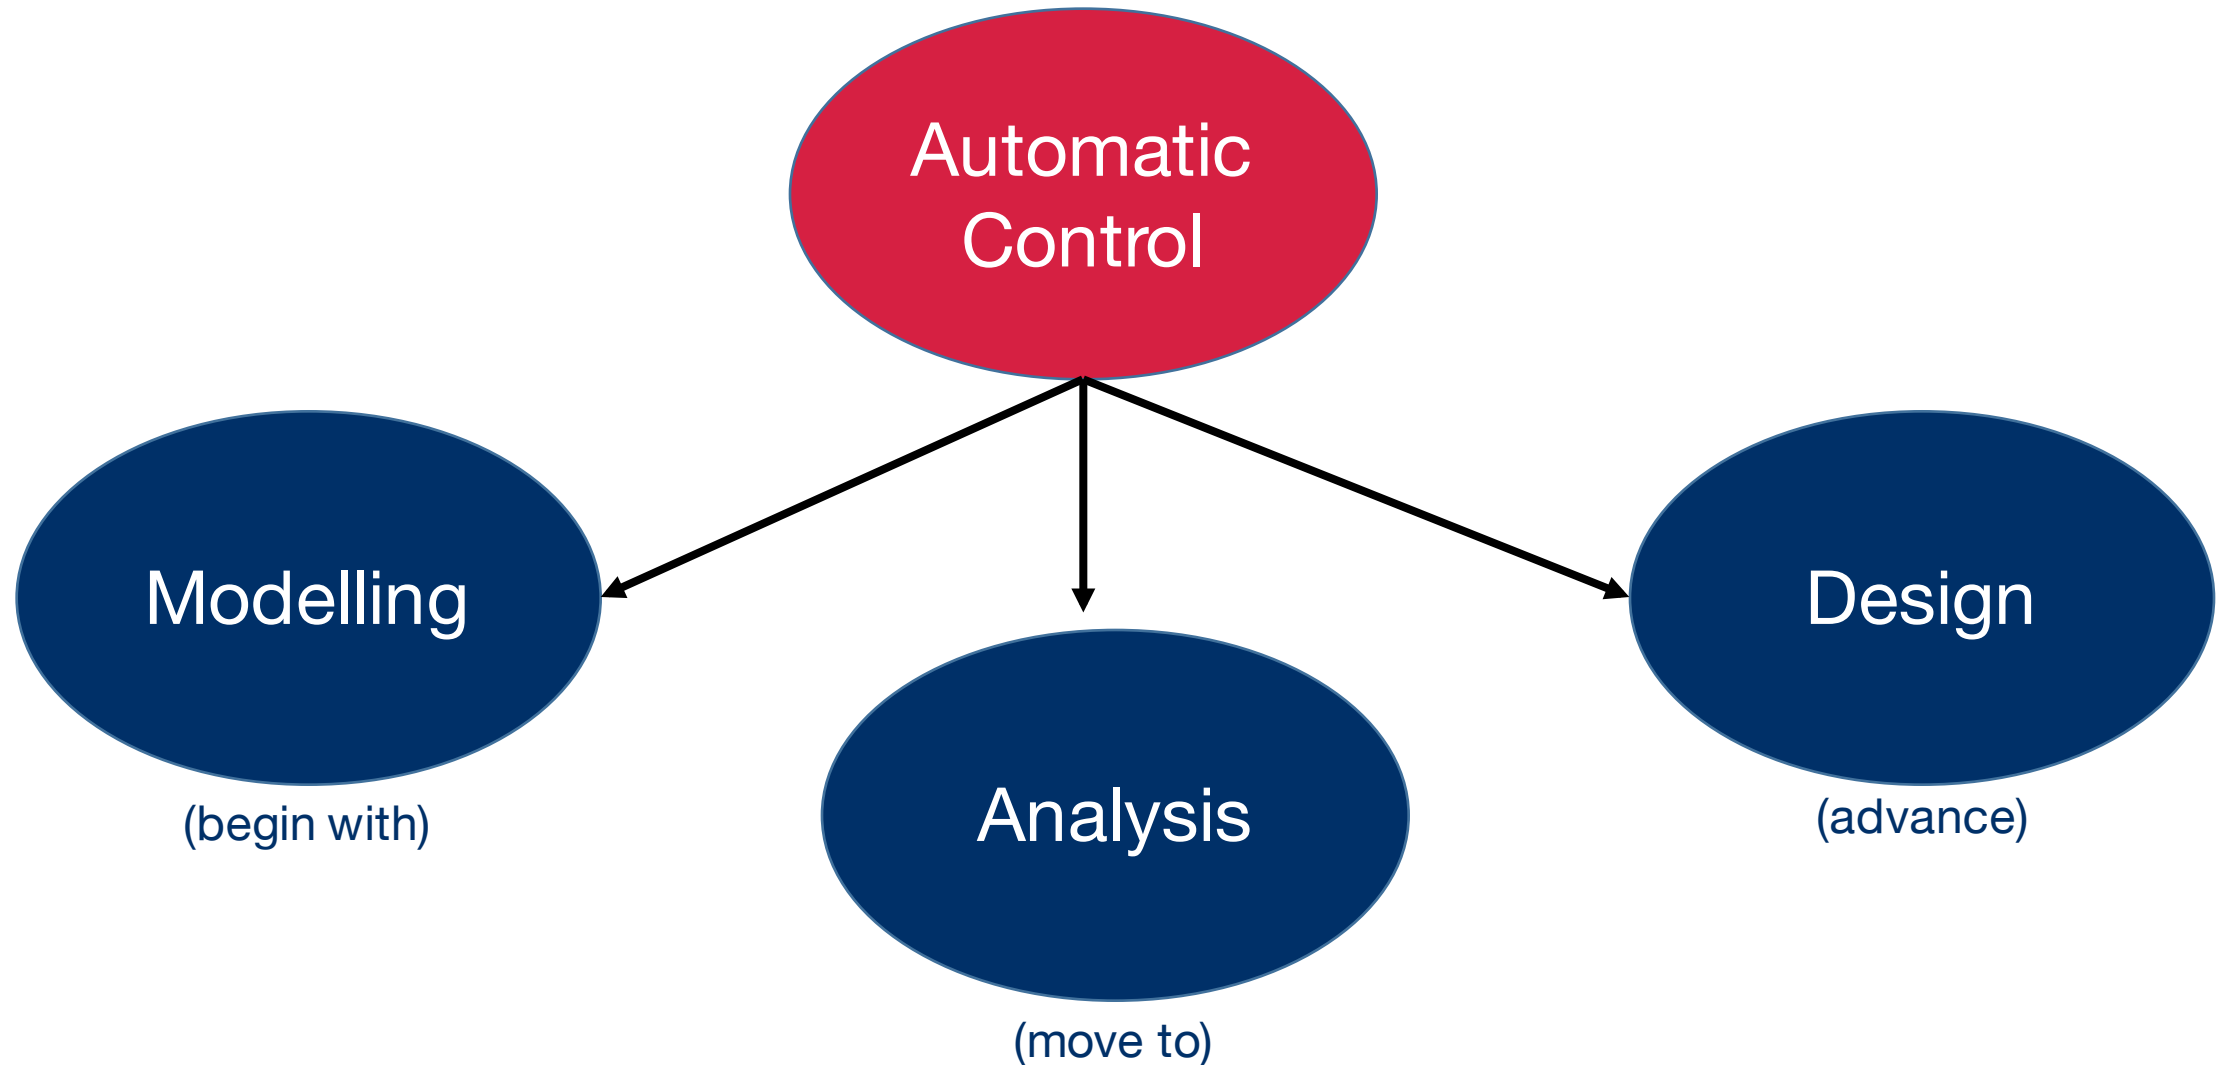 Automatic
Control
Modelling
(begin with)
Analysis
(move to)
Design
(advance)